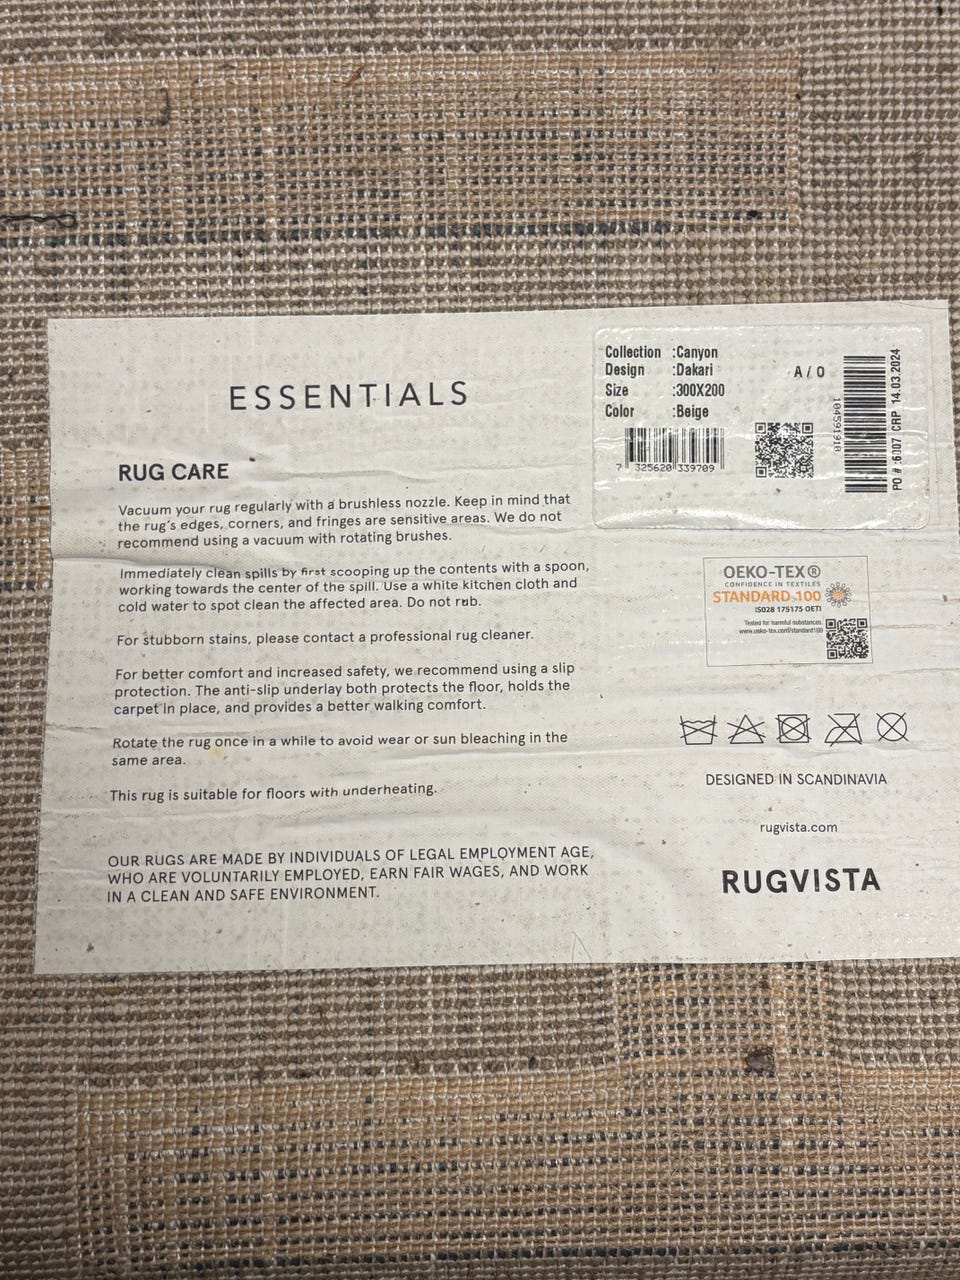 ESSENTIALS
RUG CARE
Vacuum your rug regularly with a brushless nozzle. Keep in mind that
the rug's edges, corners, and fringes are sensitive areas. We do not
recommend using a vacuum with rotating brushes.
Immediately clean spills by first scooping up the contents with a spoon,
working towards the center of the spill. Use a white kitchen cloth and
cold water to spot clean the affected area. Do not rub.
For stubborn stains, please contact a professional rug cleaner.
For better comfort and increased safety, we recommend using a slip
protection. The anti-slip underlay both protects the floor, holds the
carpet in place, and provides a better walking comfort.
Rotate the rug once in a while to avoid wear or sun bleaching in the
same area.
This rug is suitable for floors with underheating.
OUR RUGS ARE MADE BY INDIVIDUALS OF LEGAL EMPLOYMENT AGE,
WHO ARE VOLUNTARILY EMPLOYED, EARN FAIR WAGES, AND WORK
IN A CLEAN AND SAFE ENVIRONMENT.
Collection :Canyon
Design :Dakari
Size :300X200
Color :Beige
A / 0
7 325620 339709
104591918
PO # :6007 CRP 14.03.2024
OEKO-TEX®
CONFIDENCE IN TEXTILES
STANDARD 100
IS028 175175 OETI
Tested for harmful substances.
www.oeko-tex.com/standard100
DESIGNED IN SCANDINAVIA
rugvista.com
RUGVISTA